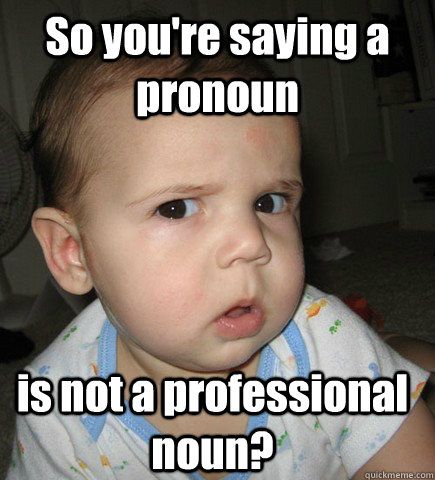 So you're saying a
pronoun
is not a professional
noun?
quickmeme.com